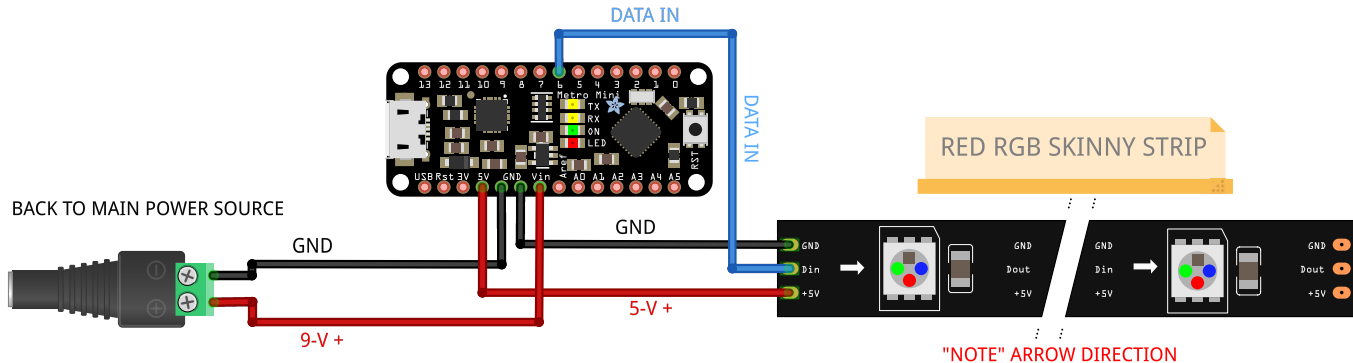 DATA IN
13 12 11 10 9 8 7 6 5 4 3 2 1 0
Metro Mini
TX
RX
ON
LED
RST
Aref
USB Rst 3V 5V GND Vin A0 A1 A2 A3 A4 A5
DATA IN
RED RGB SKINNY STRIP
BACK TO MAIN POWER SOURCE
GND
GND
5-V +
9-V +
GND GND GND GND
Din Dout Din Dout
+5V +5V +5V +5V
"NOTE" ARROW DIRECTION